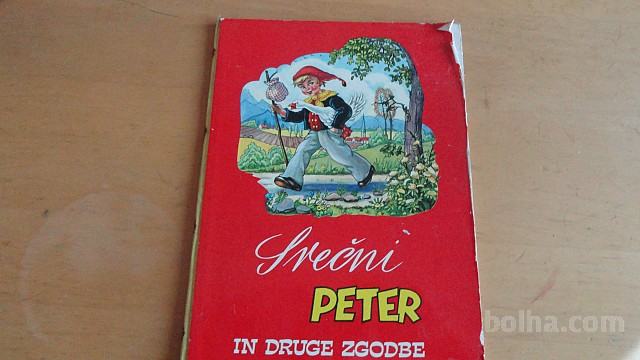 Srečni
PETER
IN DRUGE ZGODBE
bolha.com